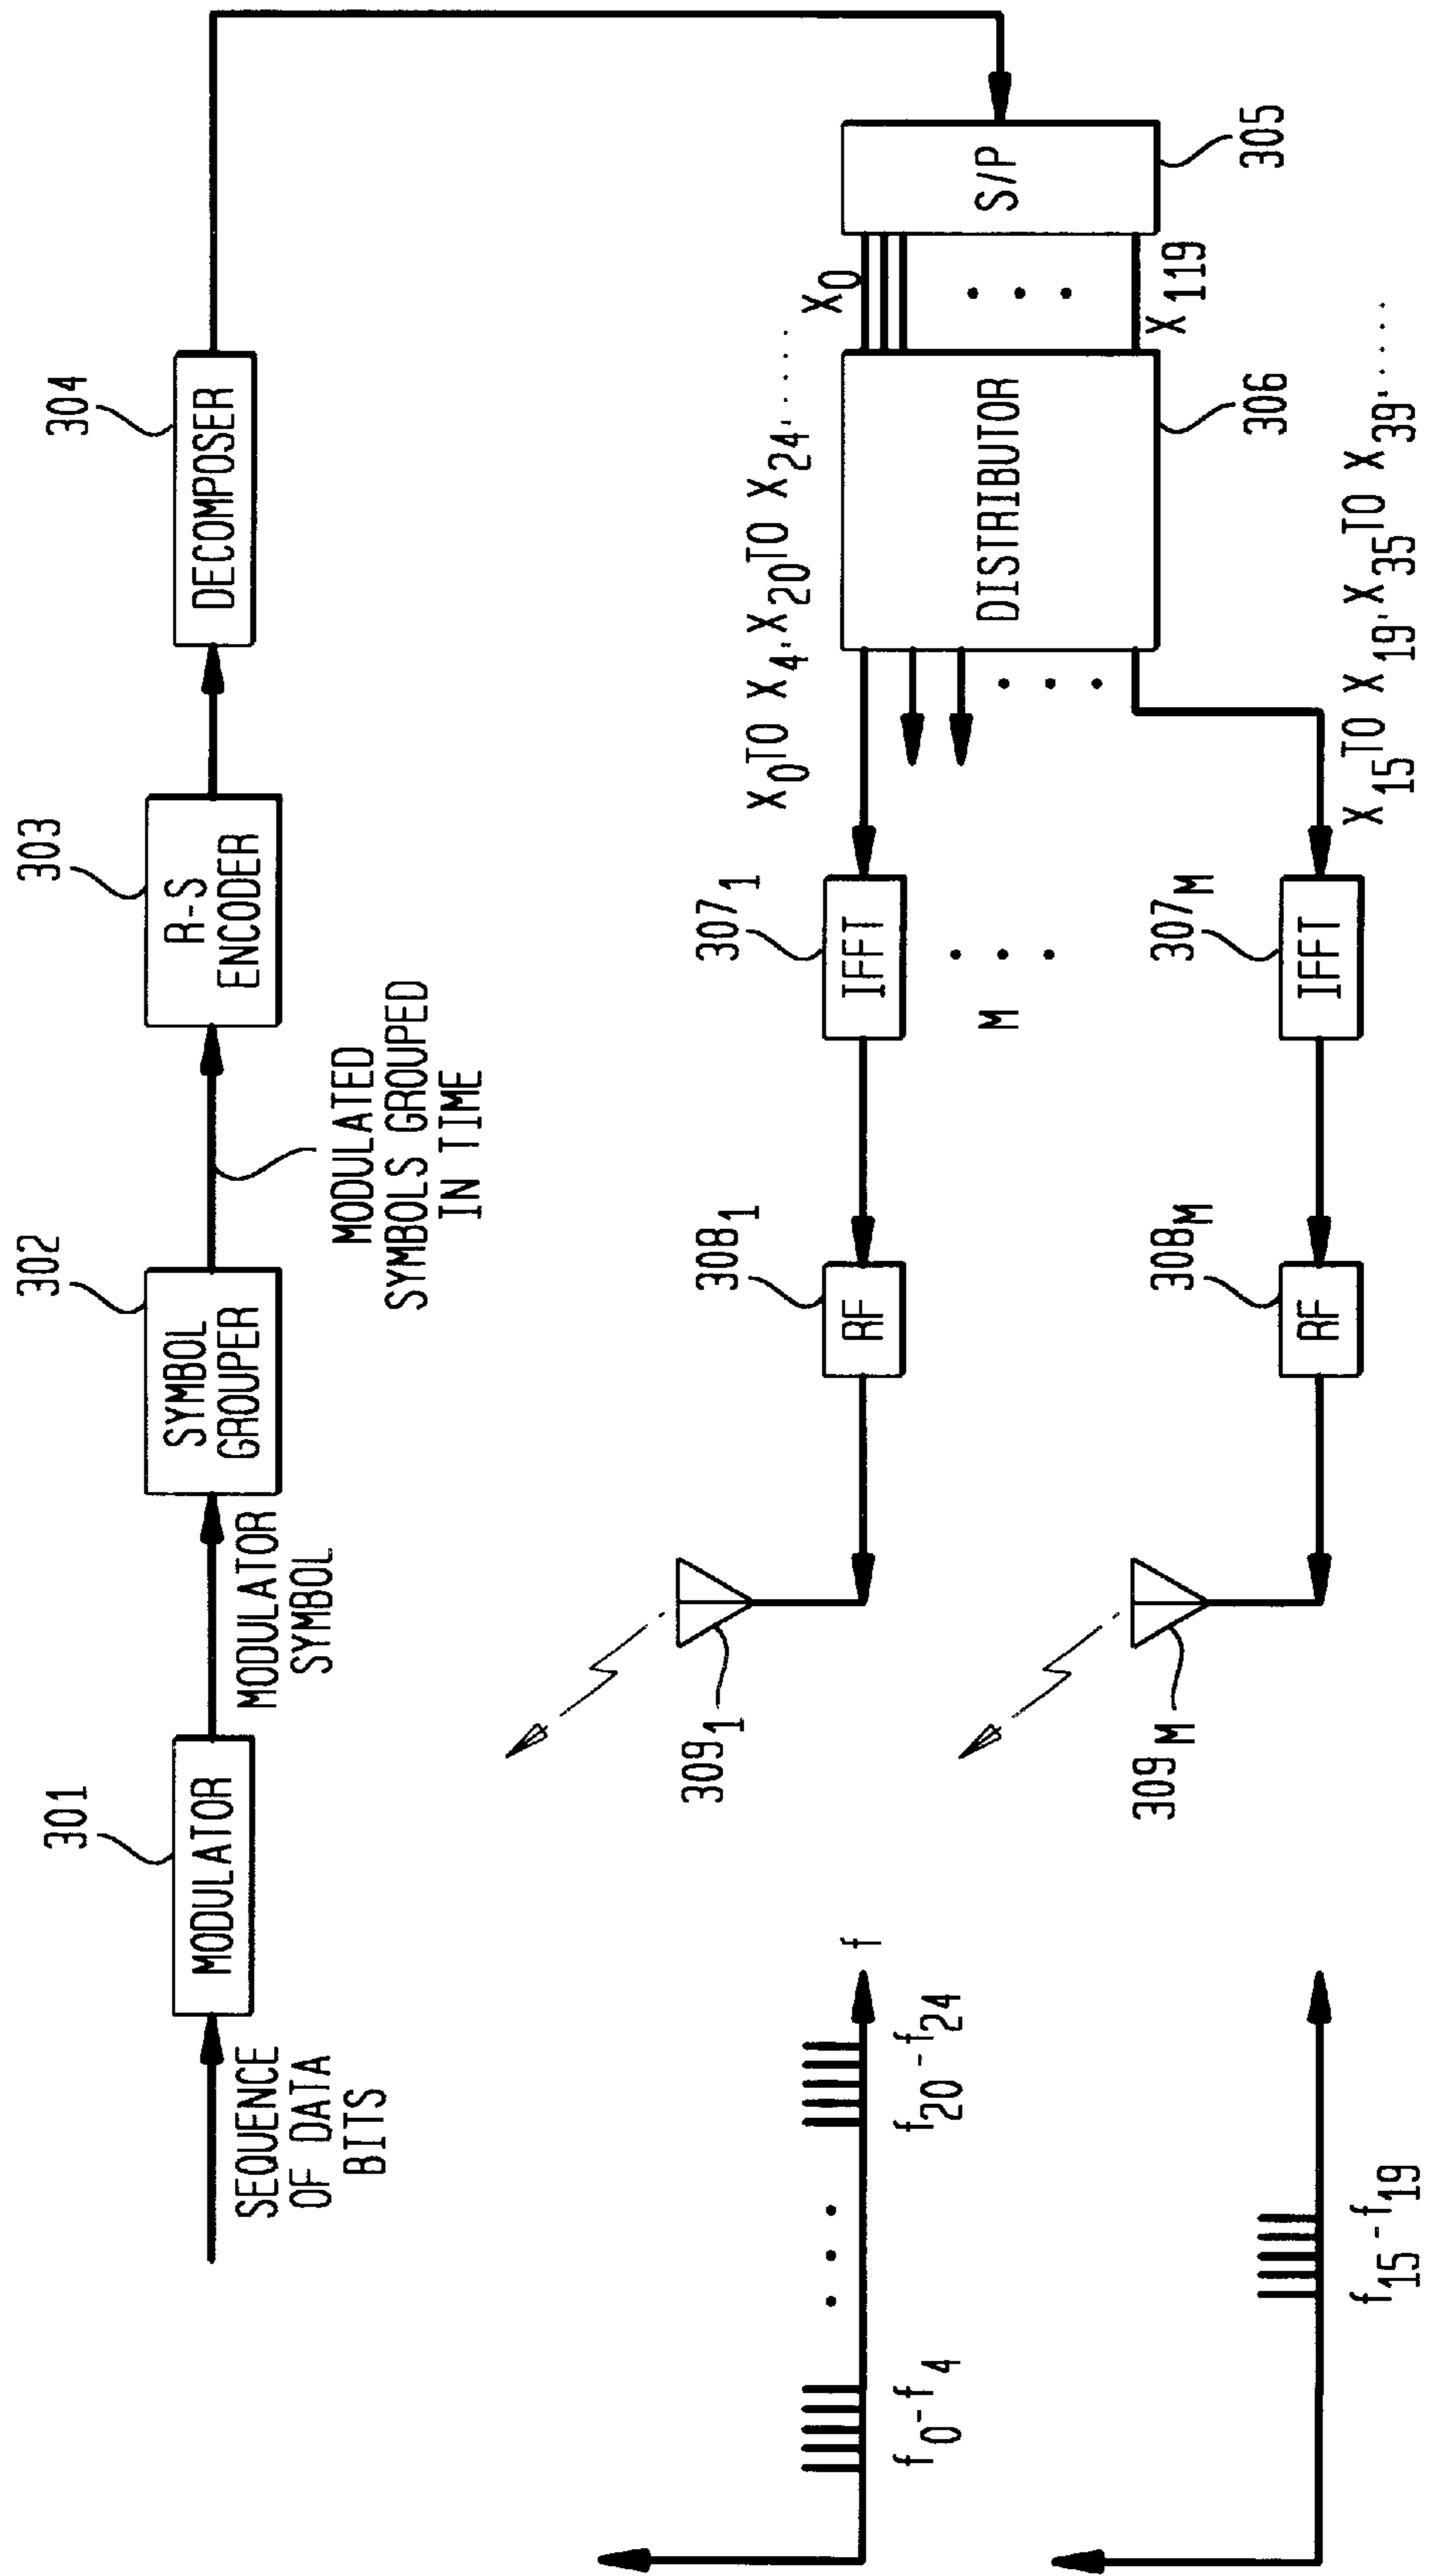 301
MODULATOR
SEQUENCE
OF DATA
BITS
MODULATOR
SYMBOL
302
SYMBOL
GROUPER
MODULATED
SYMBOLS GROUPED
IN TIME
303
R-S
ENCODER
304
DECOMPOSER
S/P
305
X0
X119
DISTRIBUTOR
306
X0 TO X4, X20 TO X24, .....
X15 TO X19, X35 TO X39, .....
307 1
IFFT
M
307 M
IFFT
308 1
RF
308 M
RF
309 1
309 M
f
f0-f4
f20-f24
f15-f19